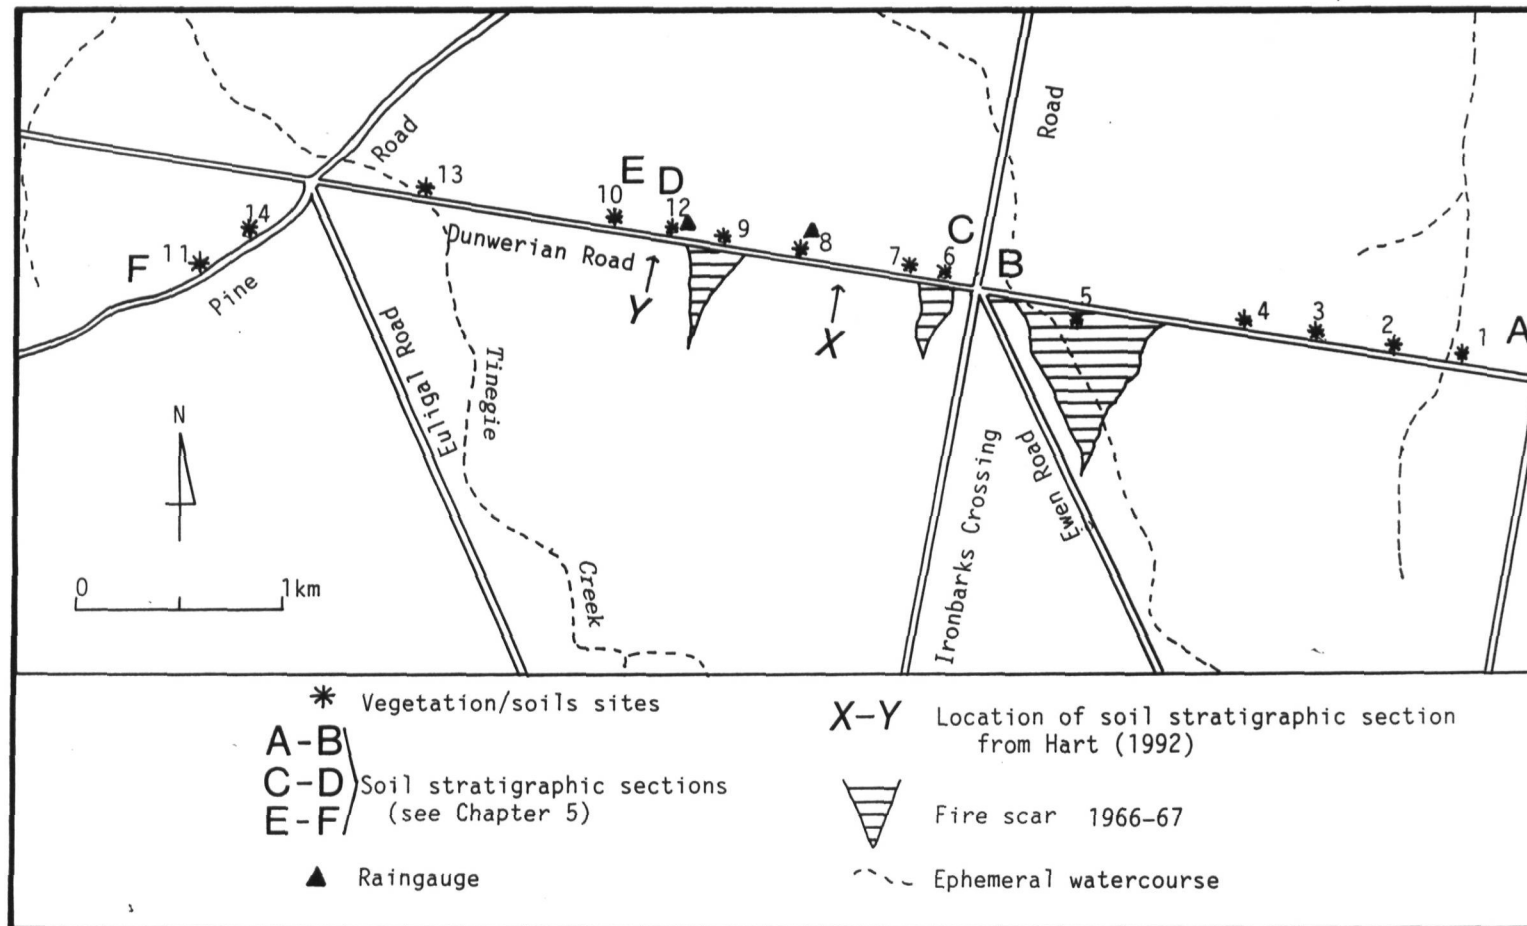 Road
Road
13
E D
10
12
9
8
C
7
6
B
5
4
3
2
1
A
14
11
F
Pine
Dunwerian Road
Y
X
Euligal Road
Tinegie
Creek
Ironbarks Crossing
Ewen Road
N
0 1km
Vegetation/soils sites
A-B
C-D
E-F
Soil stratigraphic sections
(see Chapter 5)
Raingauge
X-Y
Location of soil stratigraphic section
from Hart (1992)
Fire scar 1966-67
Ephemeral watercourse